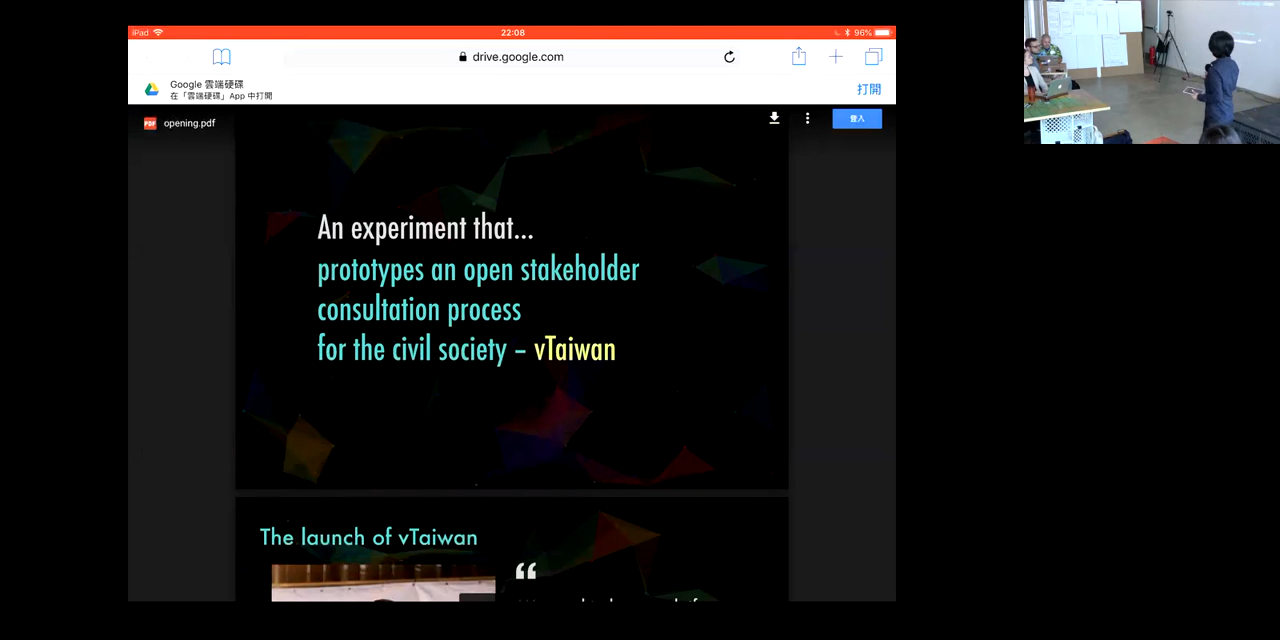 iPad
22:08
96%
drive.google.com
Google 雲端硬碟
在「雲端硬碟」App 中打開
打開
PDF
opening.pdf
登入
An experiment that...
prototypes an open stakeholder
consultation process
for the civil society – vTaiwan
The launch of vTaiwan
“